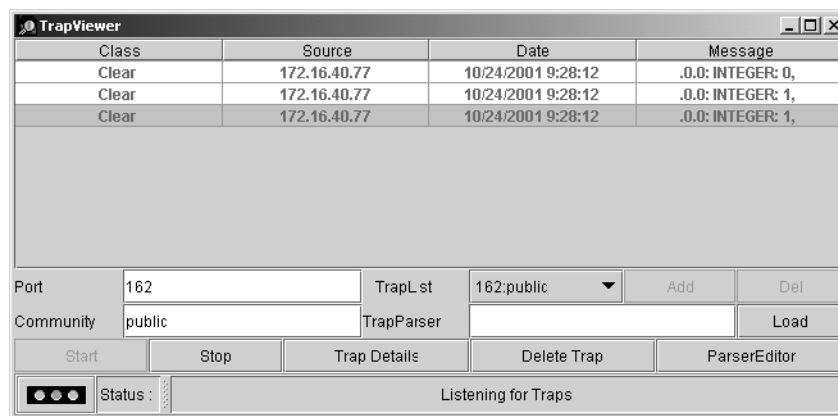 TrapViewer
Class Source Date Message
Clear 172.16.40.77 10/24/2001 9:28:12 .0.0: INTEGER: 0,
Clear 172.16.40.77 10/24/2001 9:28:12 .0.0: INTEGER: 1,
Clear 172.16.40.77 10/24/2001 9:28:12 .0.0: INTEGER: 1,
Port 162 TrapList 162:public Add Del
Community public TrapParser Load
Start Stop Trap Details Delete Trap ParserEditor
Status : Listening for Traps